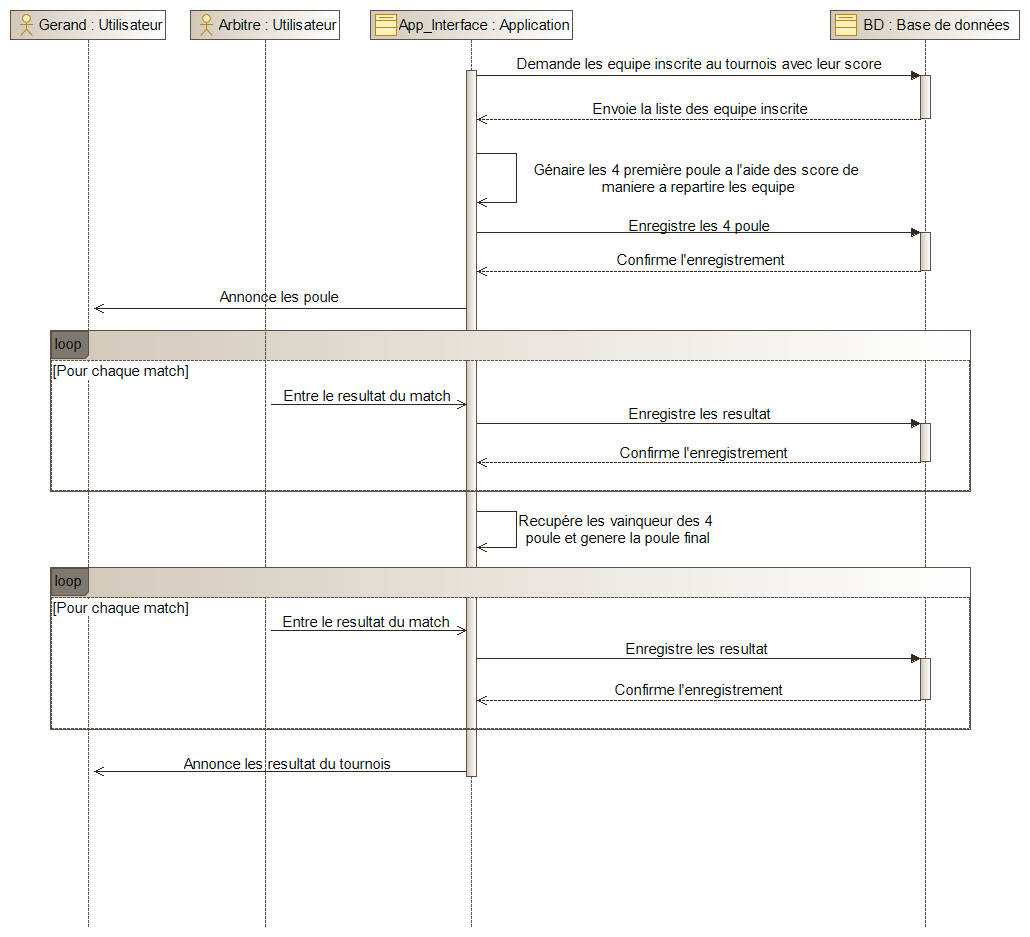 Gerand : Utilisateur
Arbitre : Utilisateur
App_Interface : Application
BD : Base de données
Demande les equipe inscrite au tournois avec leur score
Envoie la liste des equipe inscrite
Génaire les 4 première poule a l'aide des score de
maniere a repartire les equipe
Enregistre les 4 poule
Confirme l'enregistrement
Annonce les poule
loop
[Pour chaque match]
Entre le resultat du match
Enregistre les resultat
Confirme l'enregistrement
Recupére les vainqueur des 4
poule et genere la poule final
loop
[Pour chaque match]
Entre le resultat du match
Enregistre les resultat
Confirme l'enregistrement
Annonce les resultat du tournois